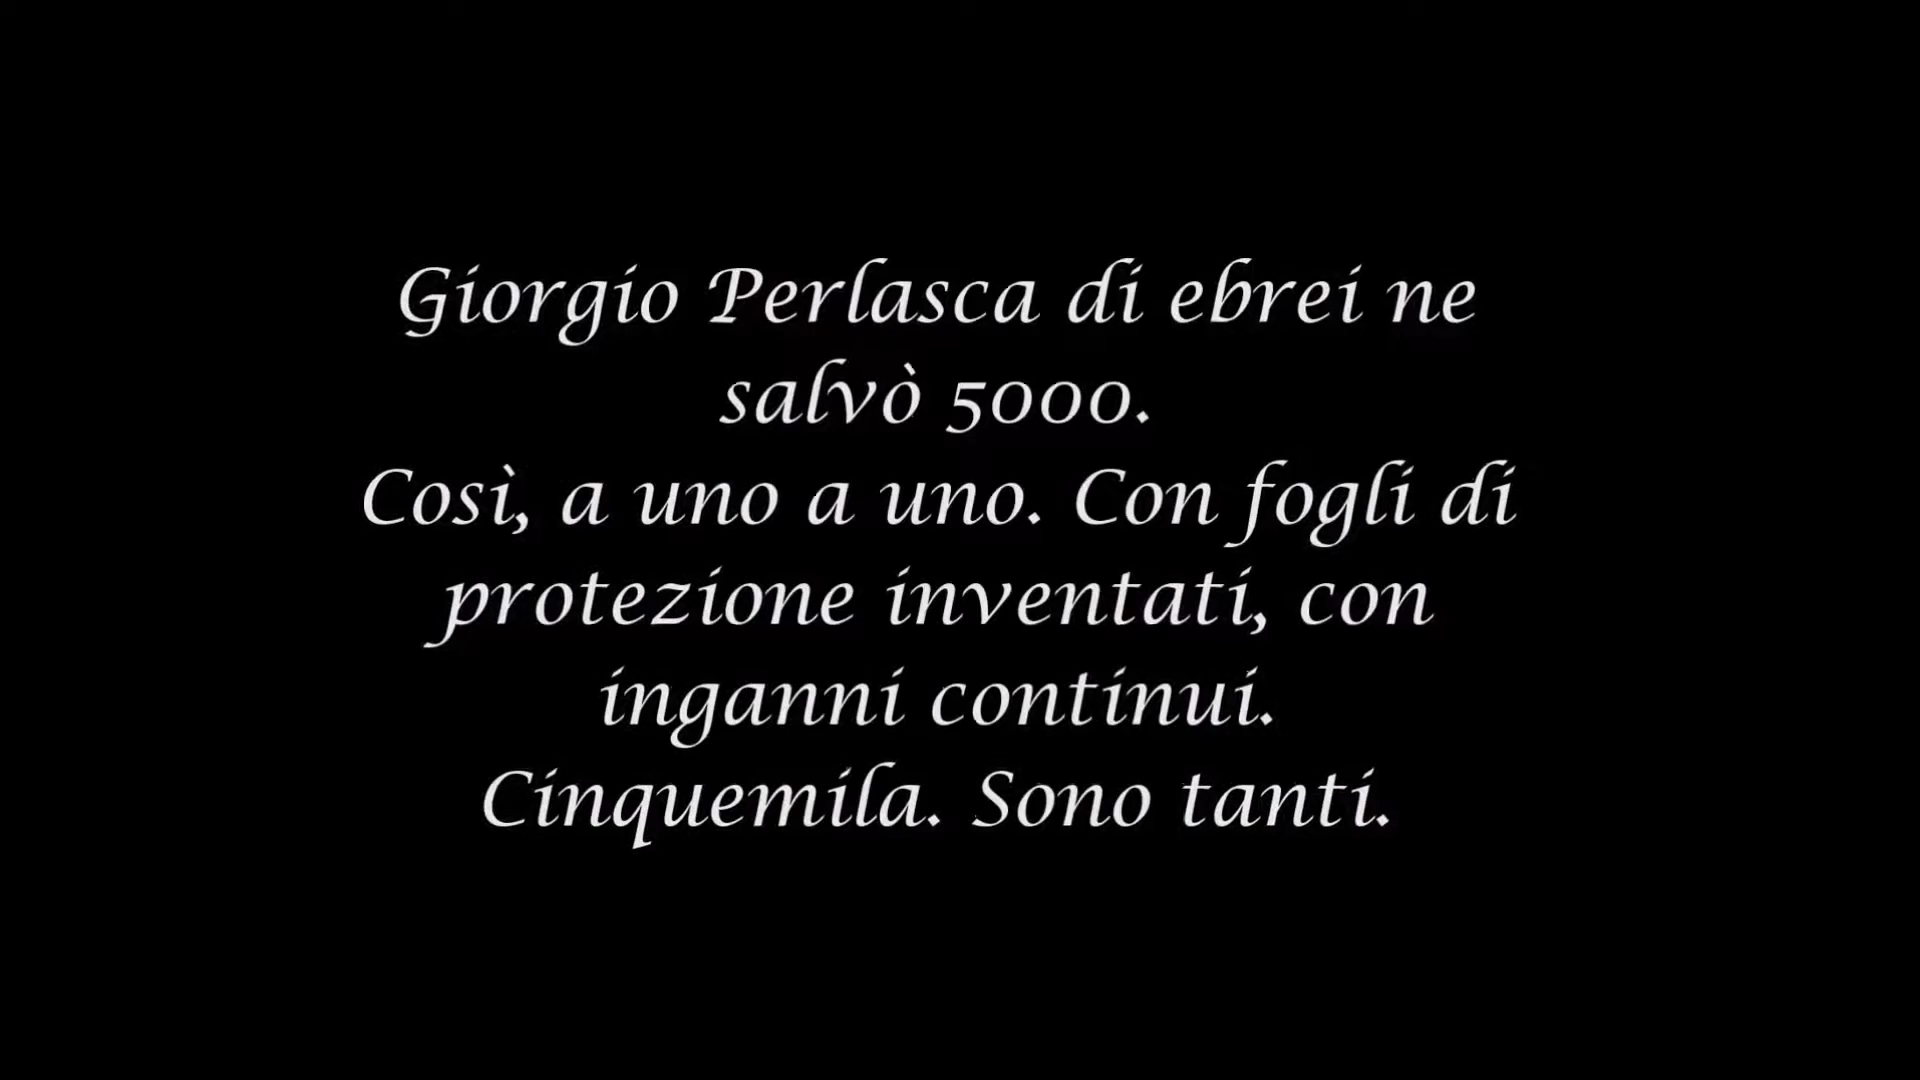 Giorgio Perlasca di ebrei ne
salvò 5000.
Così, a uno a uno. Con fogli di
protezione inventati, con
inganni continui.
Cinquemila. Sono tanti.